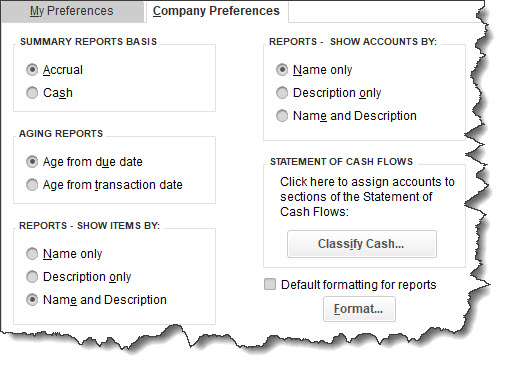 My Preferences
Company Preferences
SUMMARY REPORTS BASIS
Accrual
Cash
AGING REPORTS
Age from due date
Age from transaction date
REPORTS - SHOW ITEMS BY:
Name only
Description only
Name and Description
REPORTS - SHOW ACCOUNTS BY:
Name only
Description only
Name and Description
STATEMENT OF CASH FLOWS
Click here to assign accounts to
sections of the Statement of
Cash Flows:
Classify Cash...
Default formatting for reports
Format...